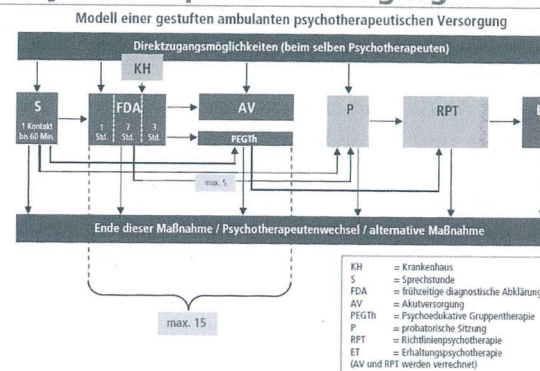 Modell einer gestuften ambulanten psychotherapeutischen Versorgung
Direktzugangsmöglichkeiten (beim selben Psychotherapeuten)
KH
S
1 Kontakt
bis 60 Min.
FDA
1 Std.
2 Std.
3 Std.
AV
PEGTh
P
RPT
max. 5
Ende dieser Maßnahme / Psychotherapeutenwechsel / alternative Maßnahme
max. 15
KH = Krankenhaus
S = Sprechstunde
FDA = frühzeitige diagnostische Abklärung
AV = Akutversorgung
PEGTh = Psychoedukative Gruppentherapie
P = probatorische Sitzung
RPT = Richtlinienpsychotherapie
ET = Erhaltungspsychotherapie
(AV und RPT werden verrechnet)